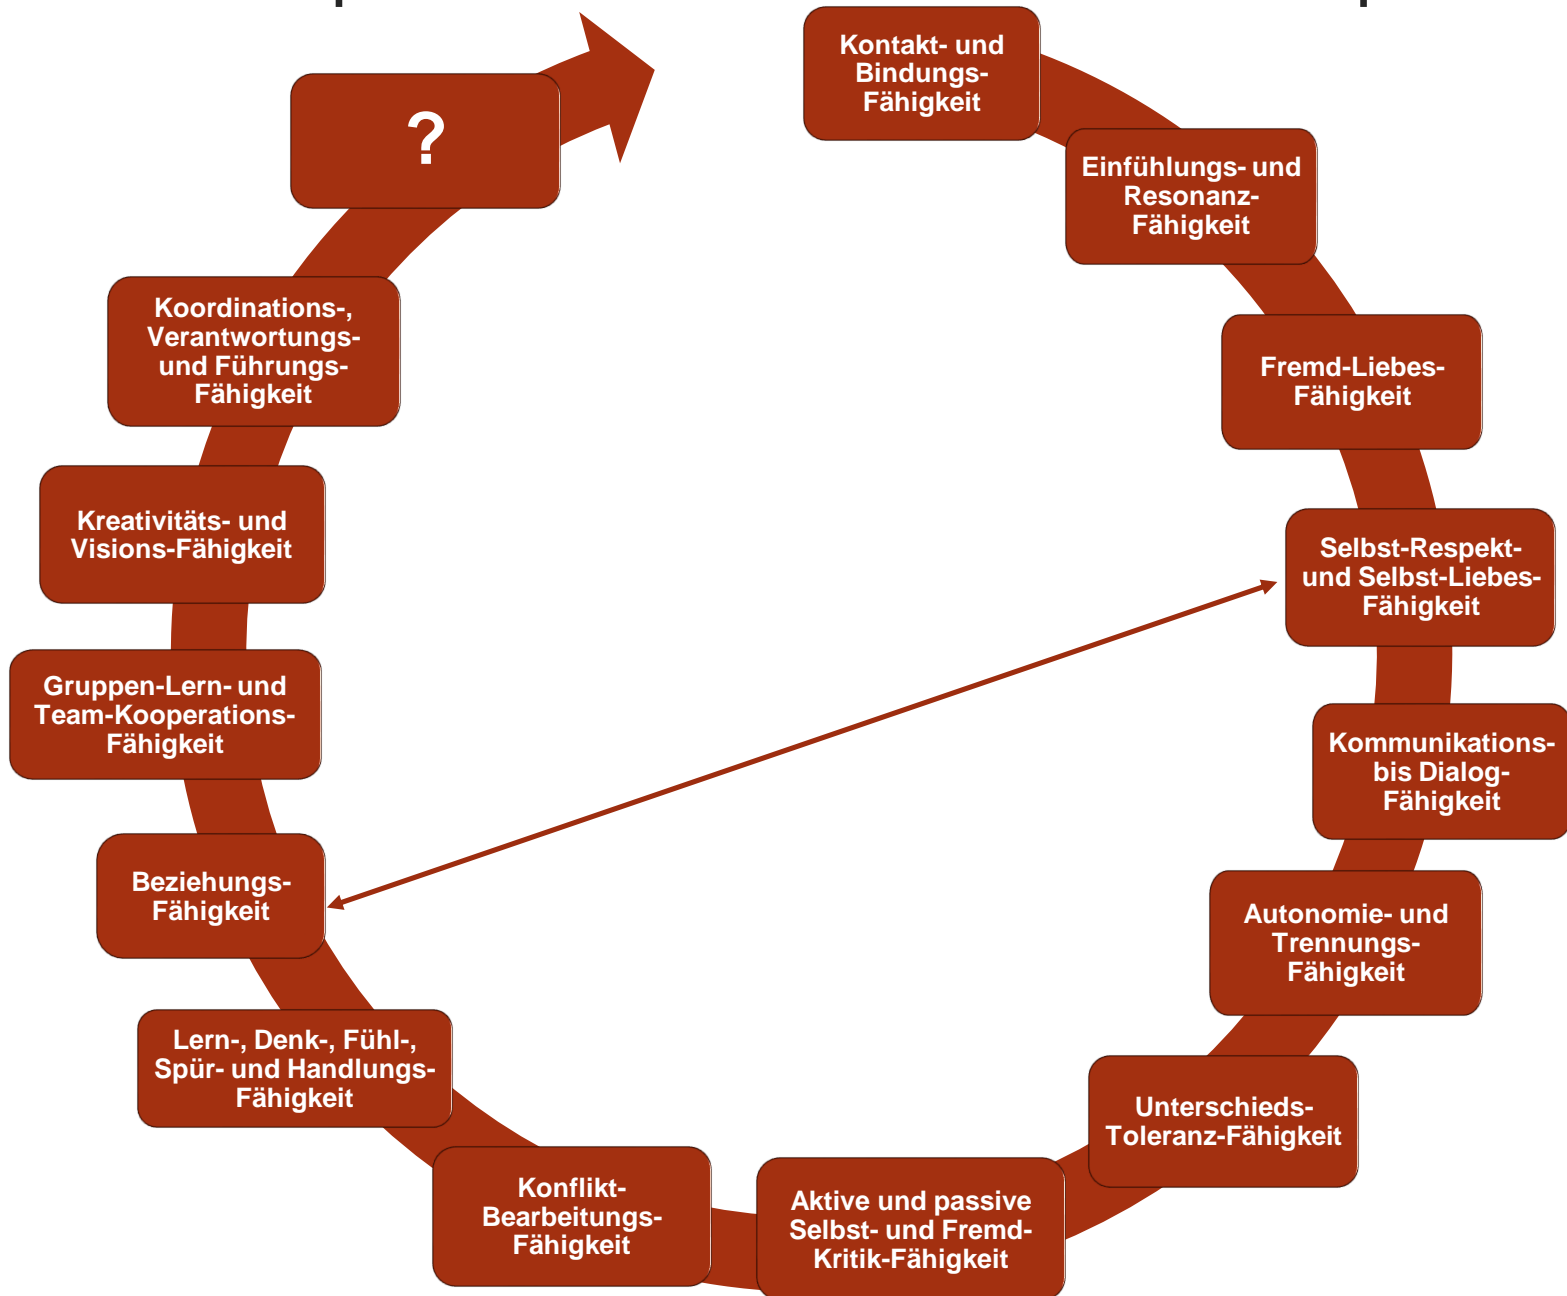 Kontakt- und
Bindungs-
Fähigkeit
Einfühlungs- und
Resonanz-
Fähigkeit
Fremd-Liebes-
Fähigkeit
Selbst-Respekt-
und Selbst-Liebes-
Fähigkeit
Kommunikations-
bis Dialog-
Fähigkeit
Autonomie- und
Trennungs-
Fähigkeit
Unterschieds-
Toleranz-Fähigkeit
Aktive und passive
Selbst- und Fremd-
Kritik-Fähigkeit
Konflikt-
Bearbeitungs-
Fähigkeit
Lern-, Denk-, Fühl-,
Spür- und Handlungs-
Fähigkeit
Beziehungs-
Fähigkeit
Gruppen-Lern- und
Team-Kooperations-
Fähigkeit
Kreativitäts- und
Visions-Fähigkeit
Koordinations-,
Verantwortungs-
und Führungs-
Fähigkeit
?